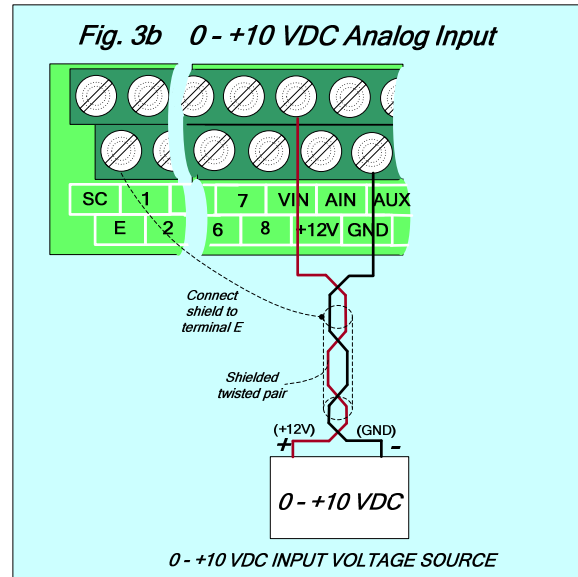 Fig. 3b 0 - +10 VDC Analog Input
SC 1 7 VIN AIN AUX
E 2 6 8 +12V GND
Connect
shield to
terminal E
Shielded
twisted pair
(+12V) (GND)
+ -
0 - +10 VDC
0 - +10 VDC INPUT VOLTAGE SOURCE